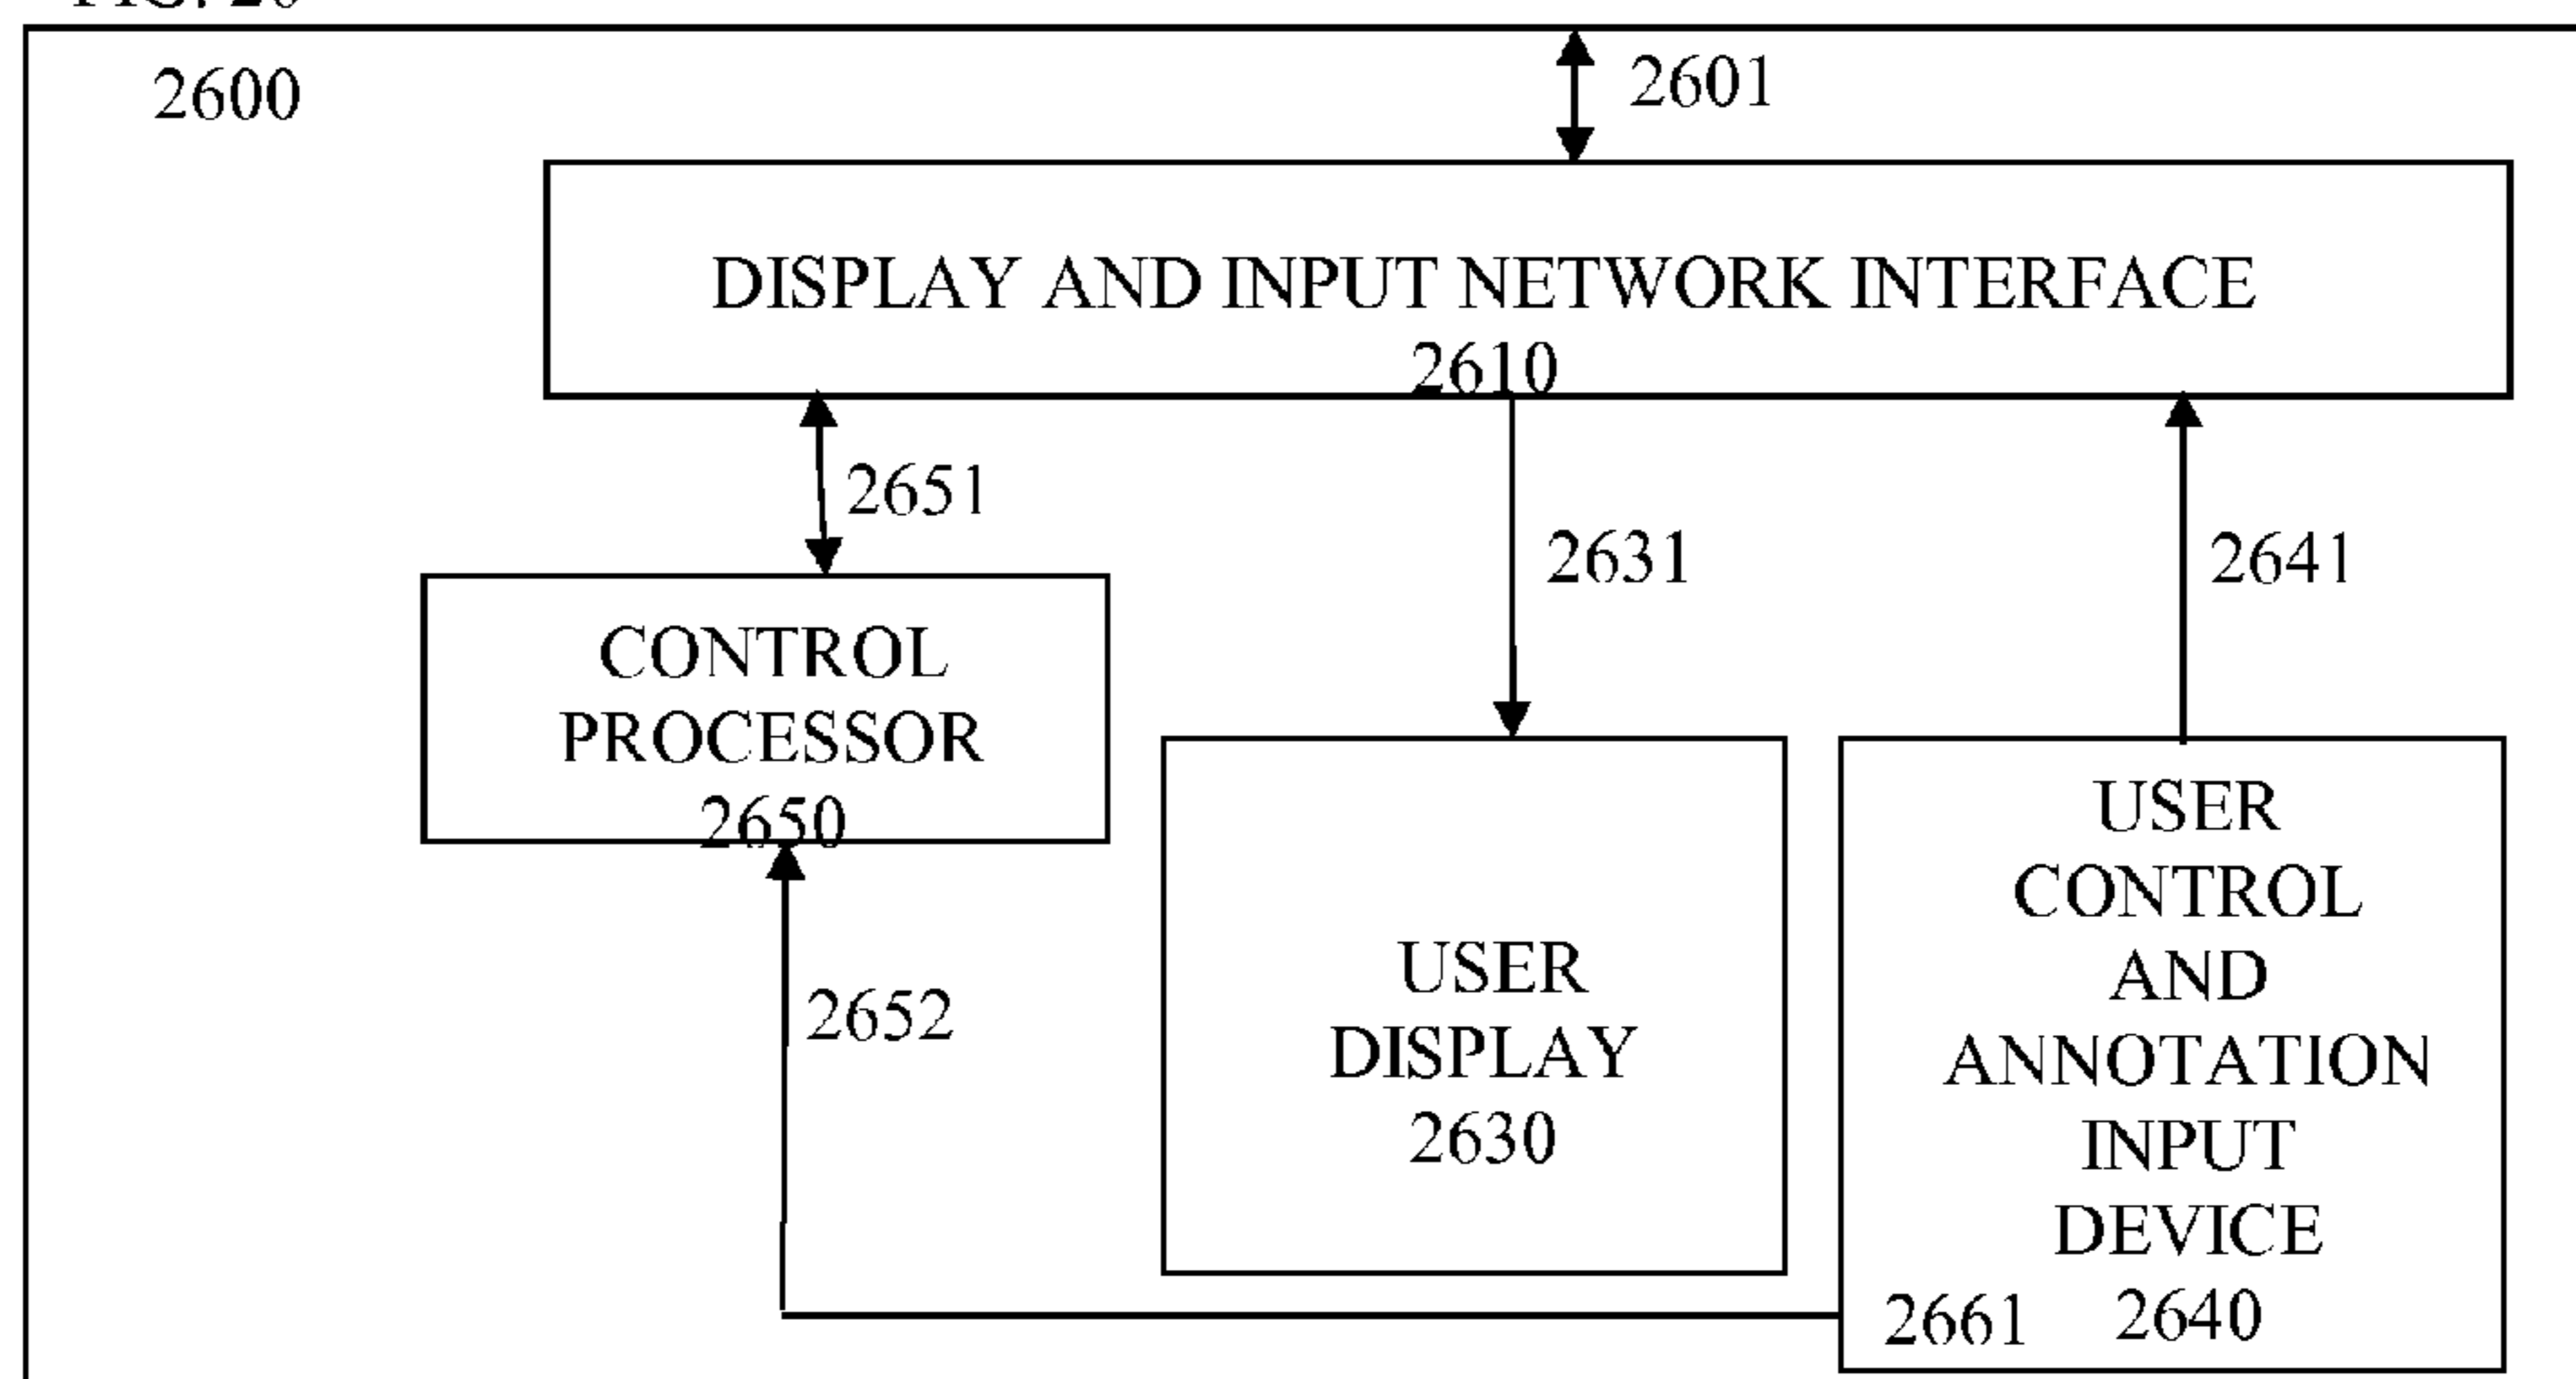 2600
2601
DISPLAY AND INPUT NETWORK INTERFACE
2610
2651
2631
2641
CONTROL
PROCESSOR
2650
2652
USER
DISPLAY
2630
USER
CONTROL
AND
ANNOTATION
INPUT
DEVICE
2661 2640